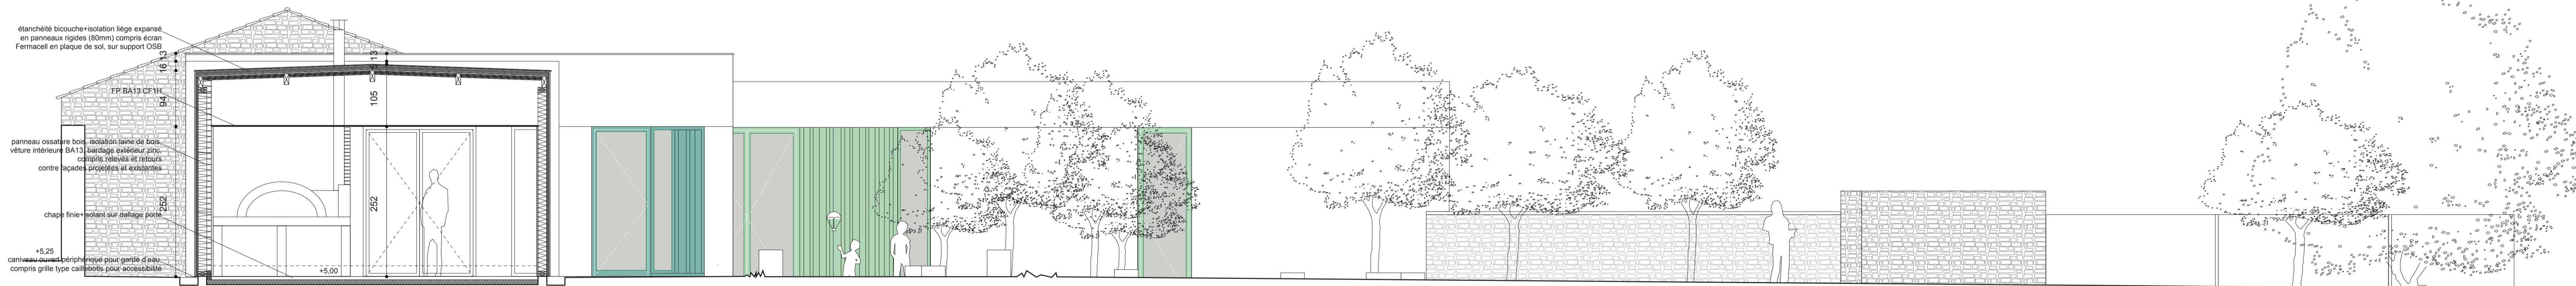 étanchéité bicouche+isolation liège expansé
en panneaux rigides (80mm) compris écran
Fermacell en plaque de sol, sur support OSB
13
16
13
FP BA13 CF1H
94
105
panneau ossature bois, isolation laine de bois,
vêture intérieure BA13, bardage extérieur zinc,
compris relevés et retours
contre façades projetées et existantes
252
252
chape finie+isolant sur dallage porté
+5,25
caniveau ouvert périphérique pour garde d'eau,
compris grille type caillebotis pour accessibilité
+5,00